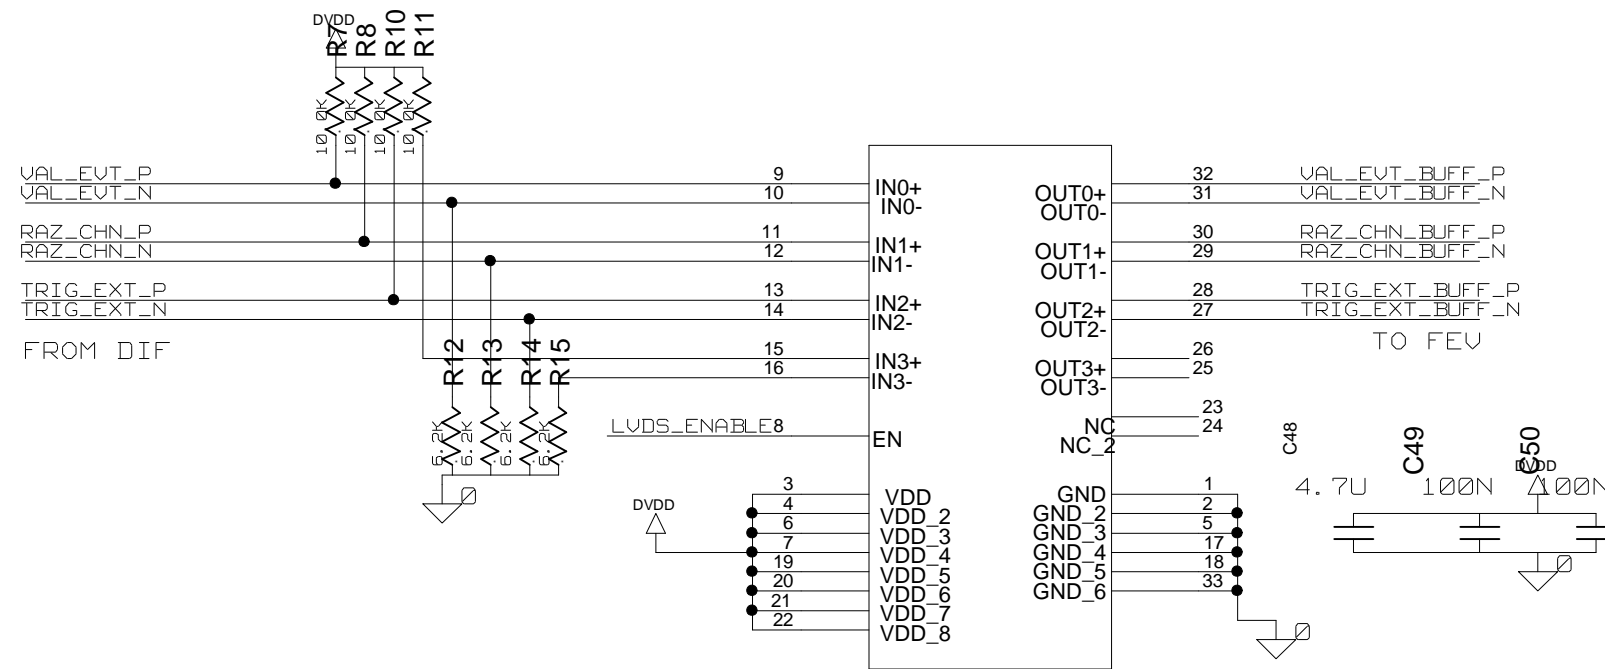 DVDD
R7 R8 R10 R11
10.0K 10.0K 10.0K 10.0K
VAL_EVT_P 9 IN0+ OUT0+ 32 VAL_EVT_BUFF_P
VAL_EVT_N 10 IN0- OUT0- 31 VAL_EVT_BUFF_N
RAZ_CHN_P 11 IN1+ OUT1+ 30 RAZ_CHN_BUFF_P
RAZ_CHN_N 12 IN1- OUT1- 29 RAZ_CHN_BUFF_N
TRIG_EXT_P 13 IN2+ OUT2+ 28 TRIG_EXT_BUFF_P
TRIG_EXT_N 14 IN2- OUT2- 27 TRIG_EXT_BUFF_N
FROM DIF TO FEV
15 IN3+ OUT3+ 26
16 IN3- OUT3- 25
R12 R13 R14 R15
6.2K 6.2K 6.2K 6.2K
0
NC 23
LVDS_ENABLE 8 EN NC_2 24
C48 C49 C50
4.7U 100N 100N
DVDD
0
DVDD
3 VDD GND 1
4 VDD_2 GND_2 2
6 VDD_3 GND_3 5
7 VDD_4 GND_4 17
19 VDD_5 GND_5 18
20 VDD_6 GND_6 33
21 VDD_7
22 VDD_8
0